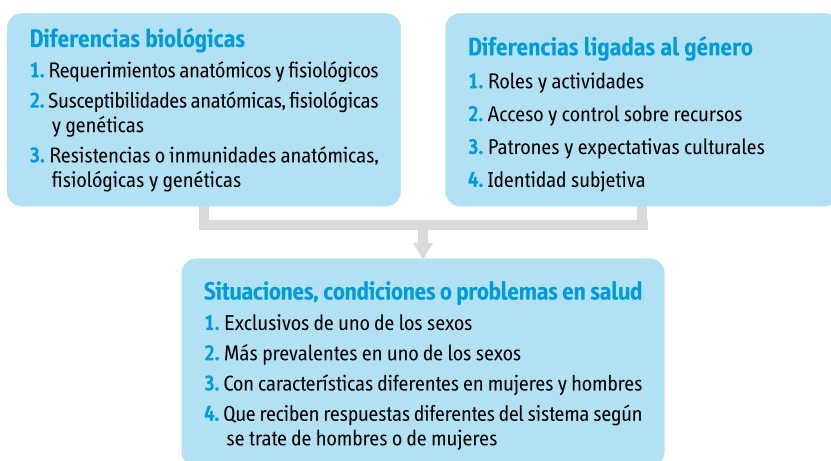 Diferencias biológicas
1. Requerimientos anatómicos y fisiológicos
2. Susceptibilidades anatómicas, fisiológicas
y genéticas
3. Resistencias o inmunidades anatómicas,
fisiológicas y genéticas
Diferencias ligadas al género
1. Roles y actividades
2. Acceso y control sobre recursos
3. Patrones y expectativas culturales
4. Identidad subjetiva
Situaciones, condiciones o problemas en salud
1. Exclusivos de uno de los sexos
2. Más prevalentes en uno de los sexos
3. Con características diferentes en mujeres y hombres
4. Que reciben respuestas diferentes del sistema según
se trate de hombres o de mujeres